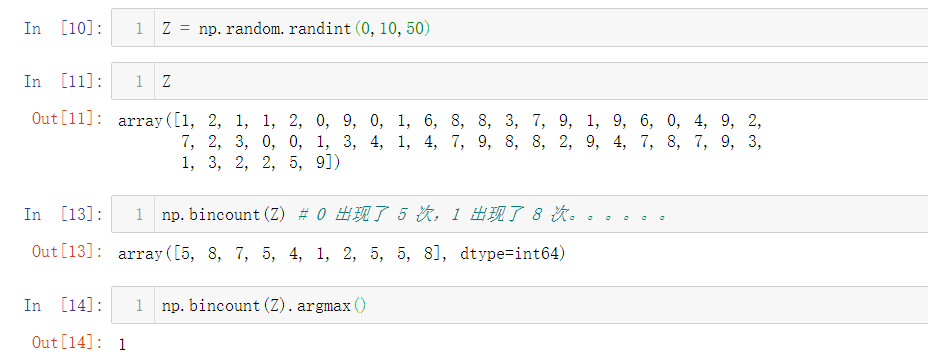 In [10]: 1 Z = np.random.randint(0,10,50)
In [11]: 1 Z
Out[11]: array([1, 2, 1, 1, 2, 0, 9, 0, 1, 6, 8, 8, 3, 7, 9, 1, 9, 6, 0, 4, 9, 2,
7, 2, 3, 0, 0, 1, 3, 4, 1, 4, 7, 9, 8, 8, 2, 9, 4, 7, 8, 7, 9, 3,
1, 3, 2, 2, 5, 9])
In [13]: 1 np.bincount(Z) # 0 出现了 5 次，1 出现了 8 次。。。。。。
Out[13]: array([5, 8, 7, 5, 4, 1, 2, 5, 5, 8], dtype=int64)
In [14]: 1 np.bincount(Z).argmax()
Out[14]: 1